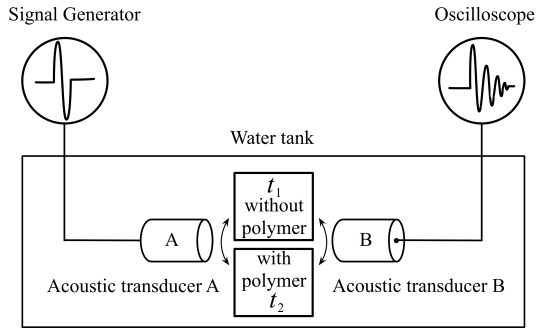 Signal Generator
Oscilloscope
Water tank
t₁
without
polymer
A
B
with
polymer
t₂
Acoustic transducer A
Acoustic transducer B